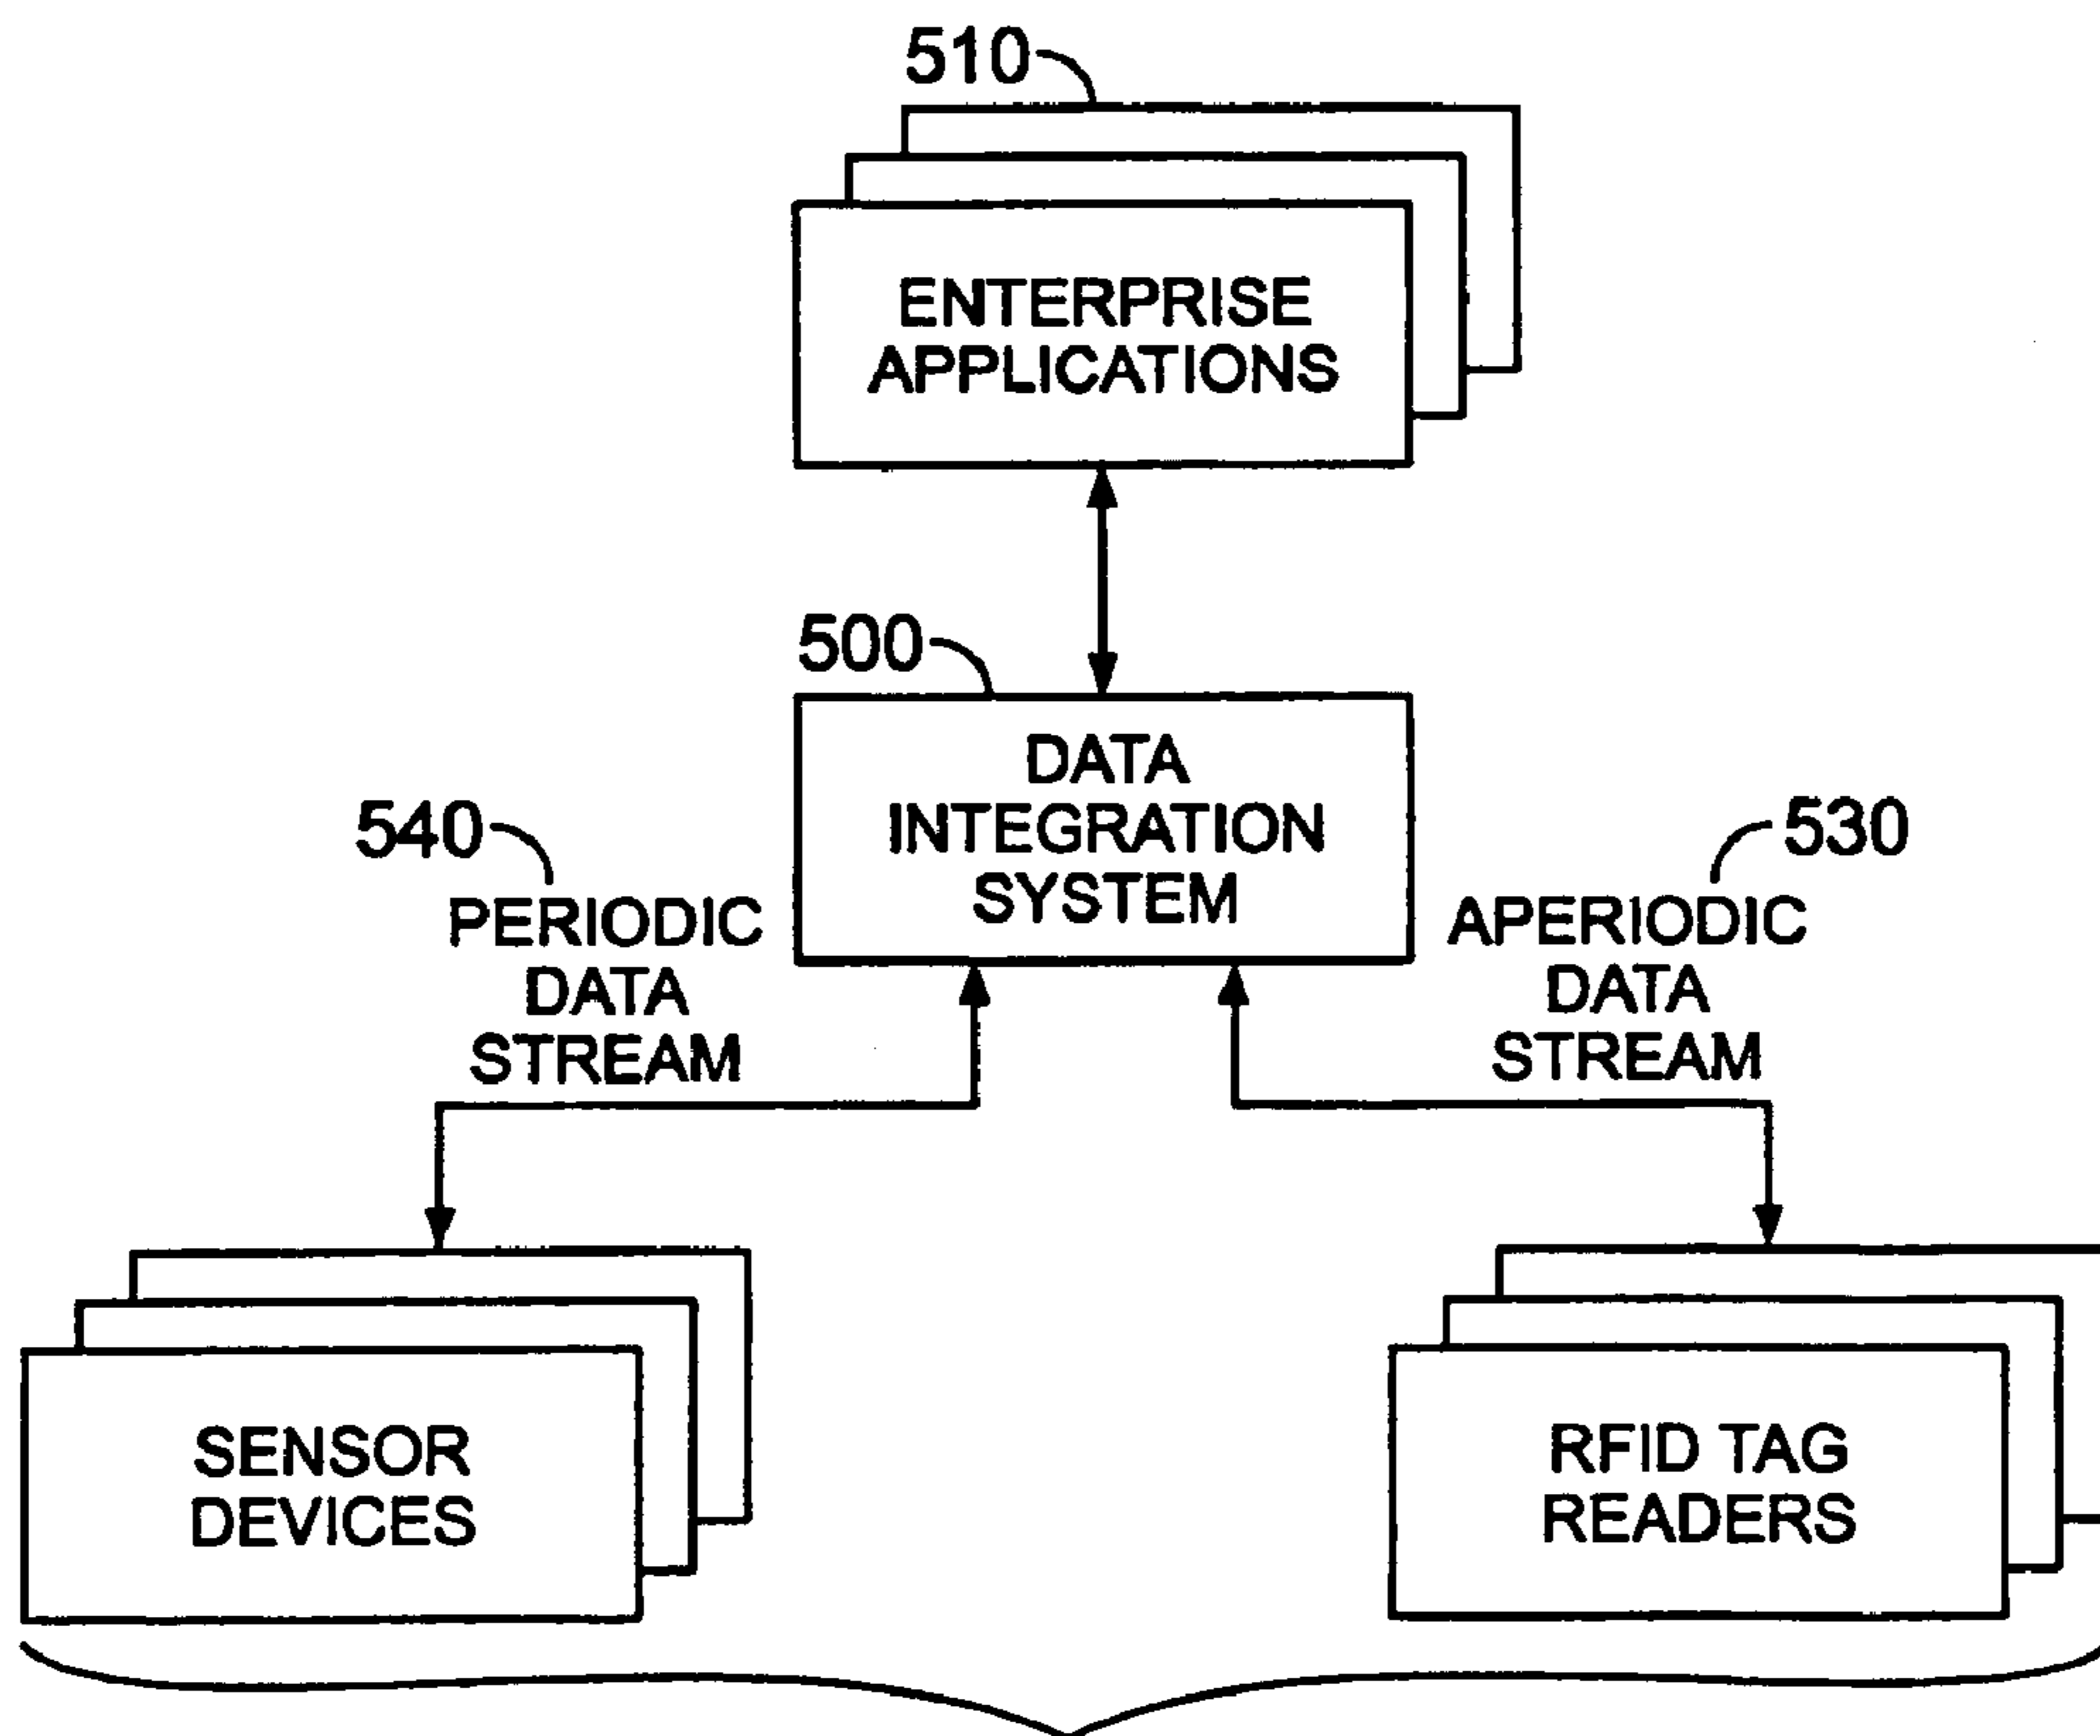 510
ENTERPRISE
APPLICATIONS
500
DATA
INTEGRATION
SYSTEM
540
PERIODIC
DATA
STREAM
530
APERIODIC
DATA
STREAM
SENSOR
DEVICES
RFID TAG
READERS